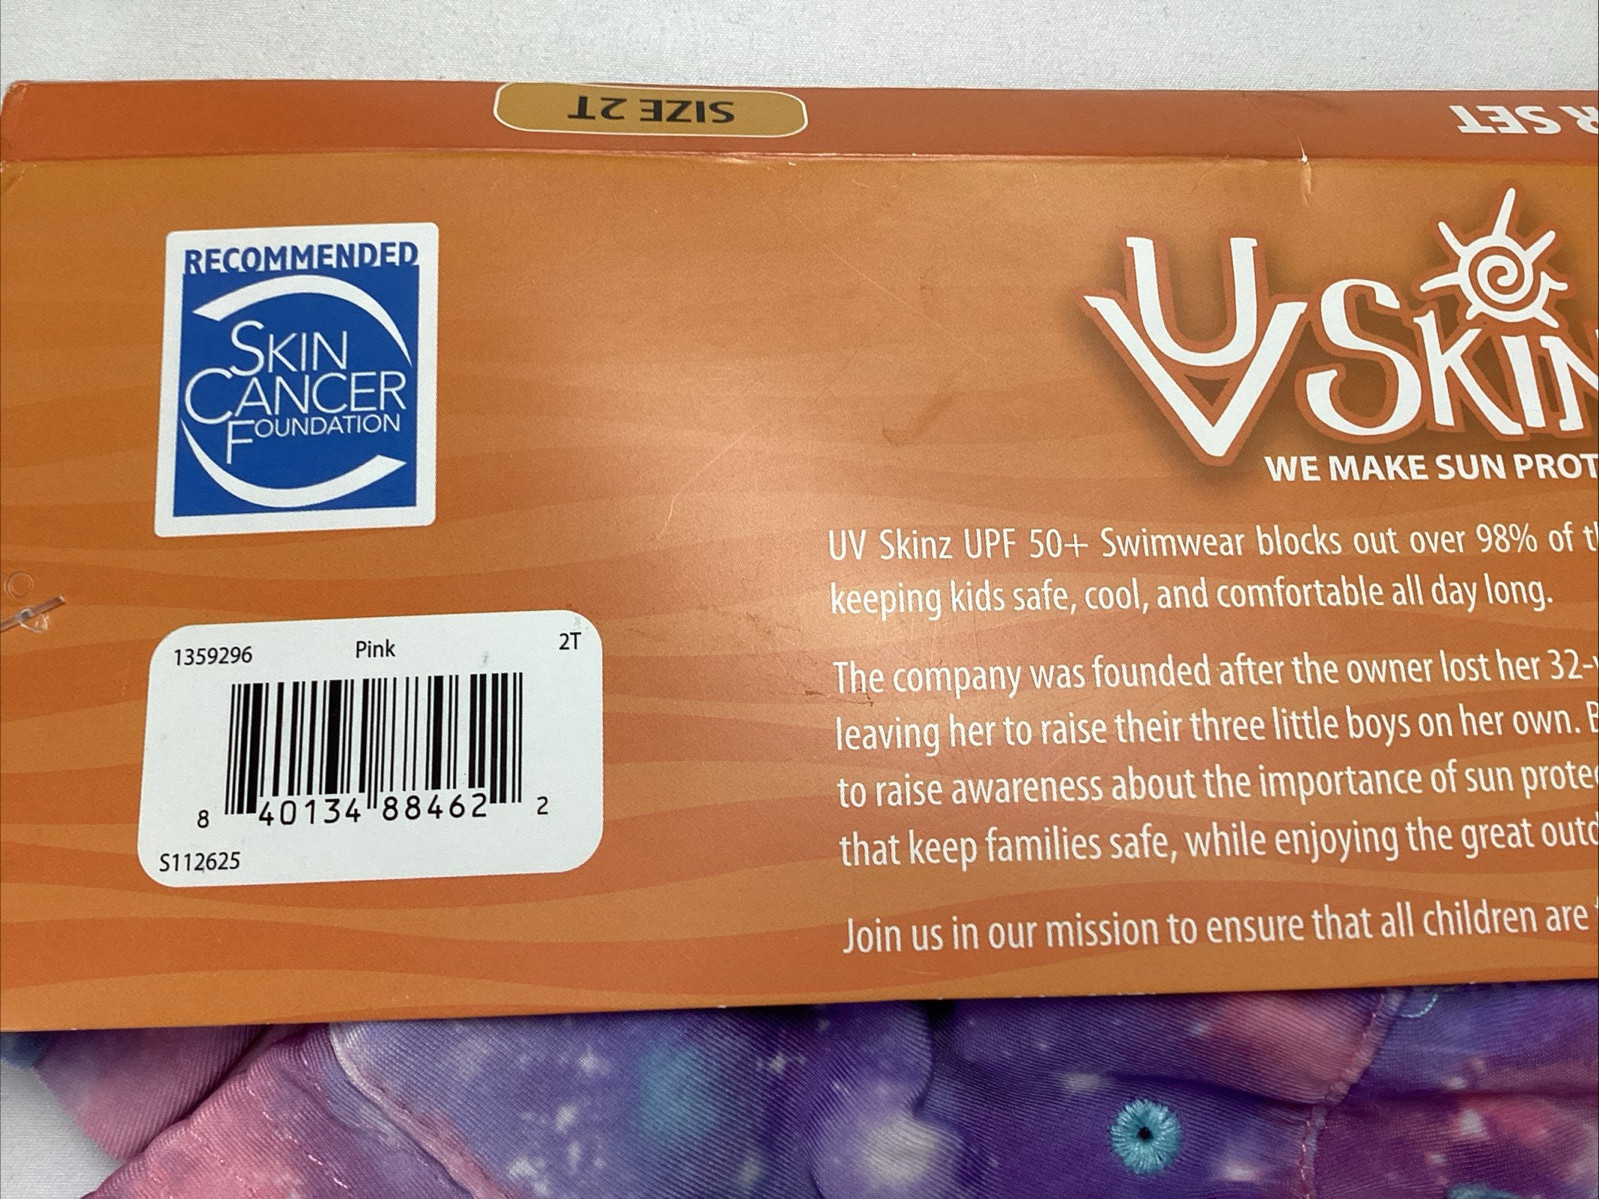 SIZE 2T
R SET
RECOMMENDED
SKIN
CANCER
FOUNDATION
UV SKIN
WE MAKE SUN PROT
UV Skinz UPF 50+ Swimwear blocks out over 98% of t
keeping kids safe, cool, and comfortable all day long.
The company was founded after the owner lost her 32-
leaving her to raise their three little boys on her own. B
to raise awareness about the importance of sun protec
that keep families safe, while enjoying the great outd
Join us in our mission to ensure that all children are
1359296 Pink 2T
8 40134 88462 2
S112625